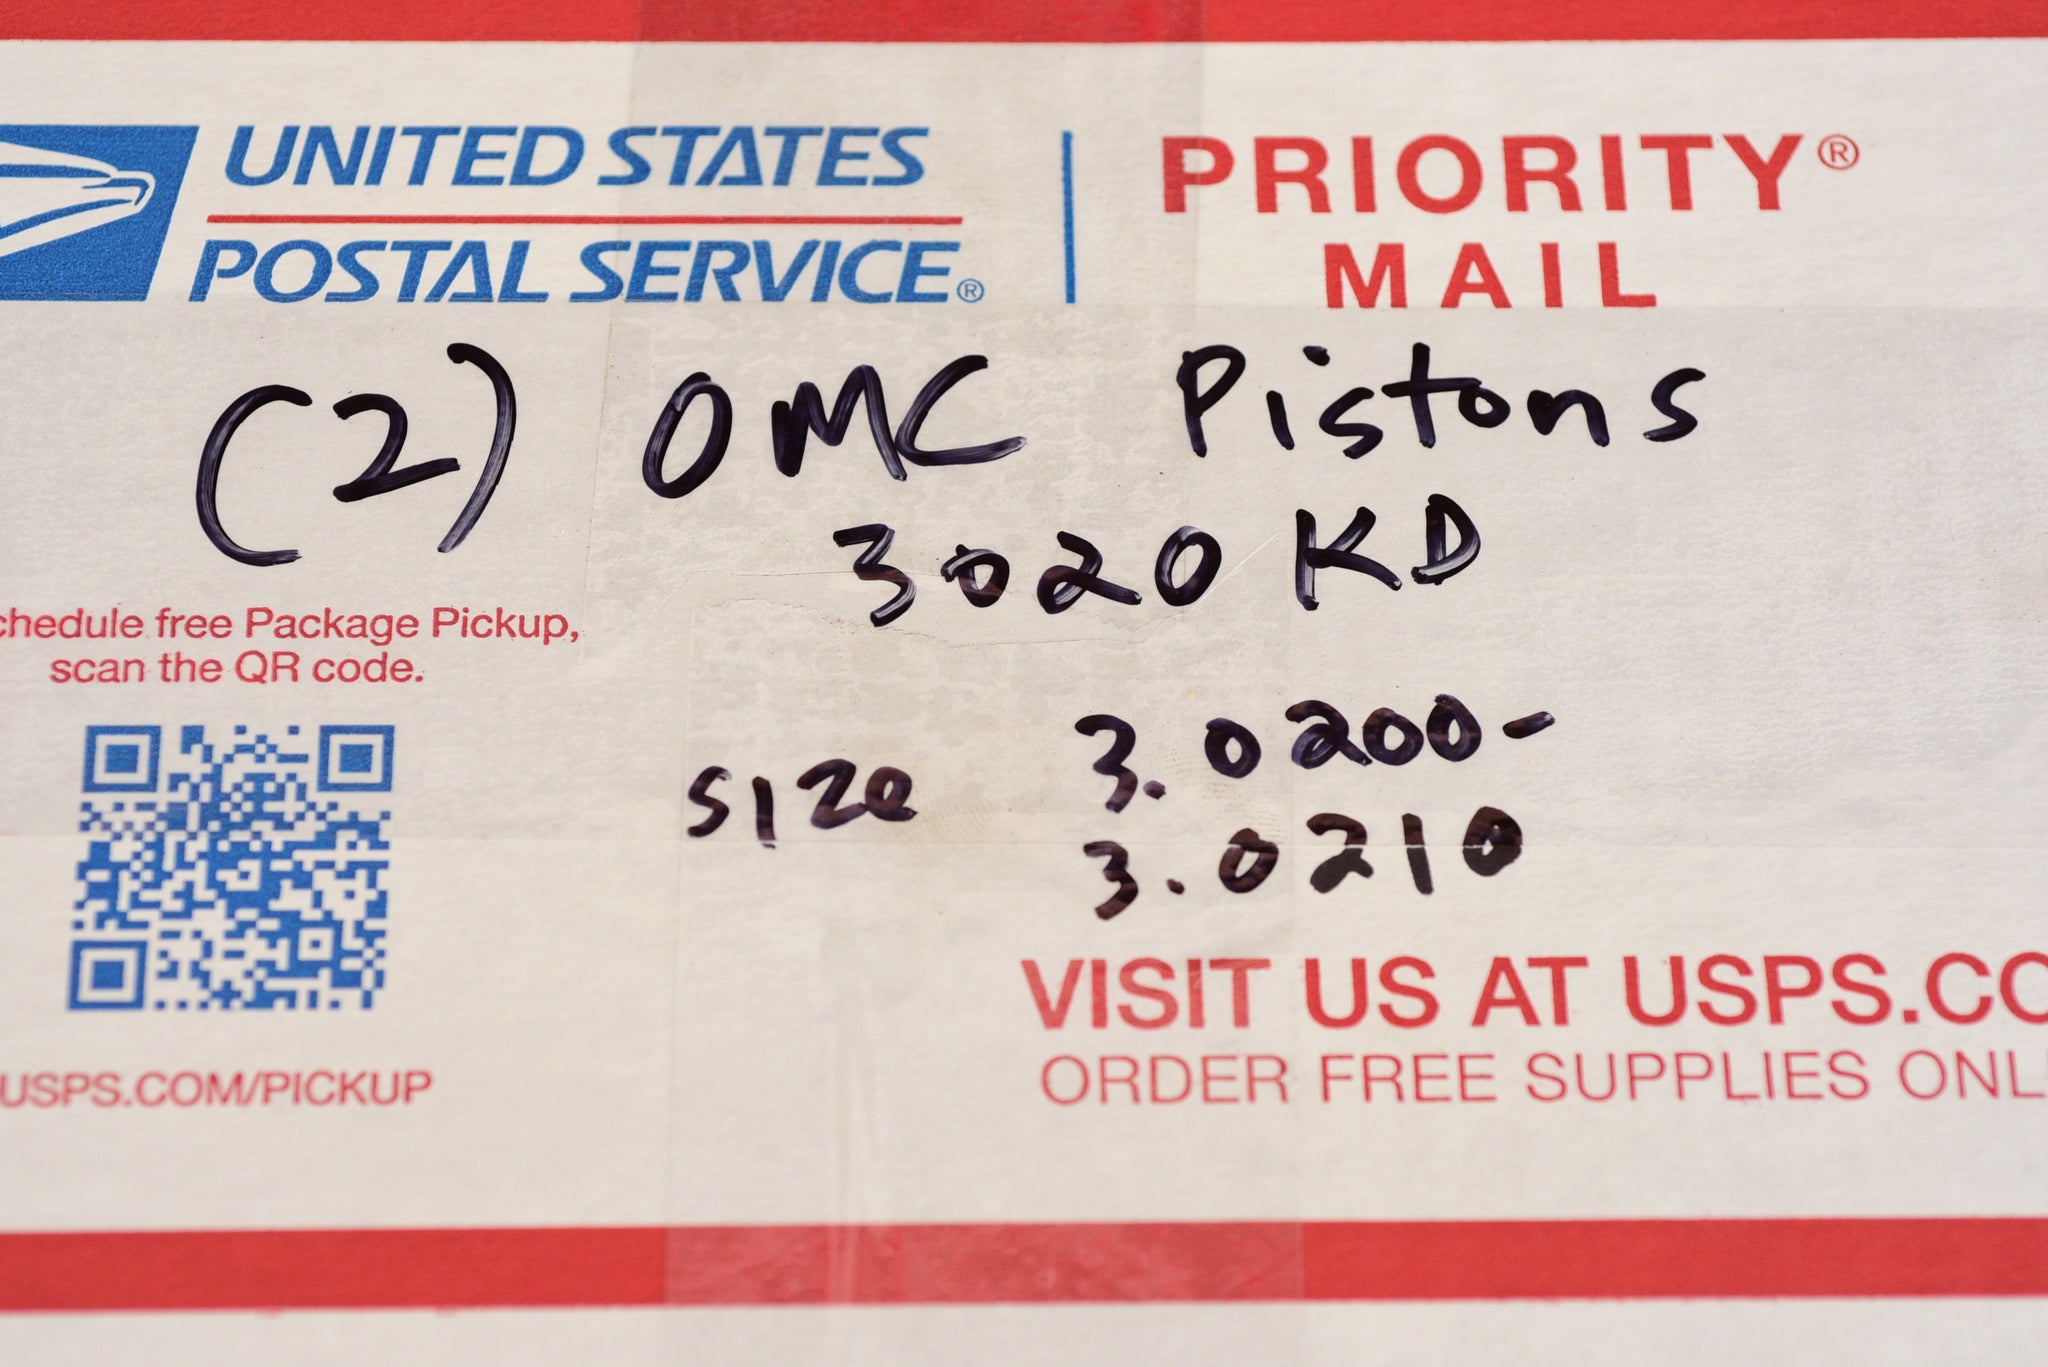 UNITED STATES
POSTAL SERVICE®
PRIORITY®
MAIL
(2) OMC Pistons
3020 KD
chedule free Package Pickup,
scan the QR code.
size 3.0200-
3.0210
USPS.COM/PICKUP
VISIT US AT USPS.CO
ORDER FREE SUPPLIES ONL